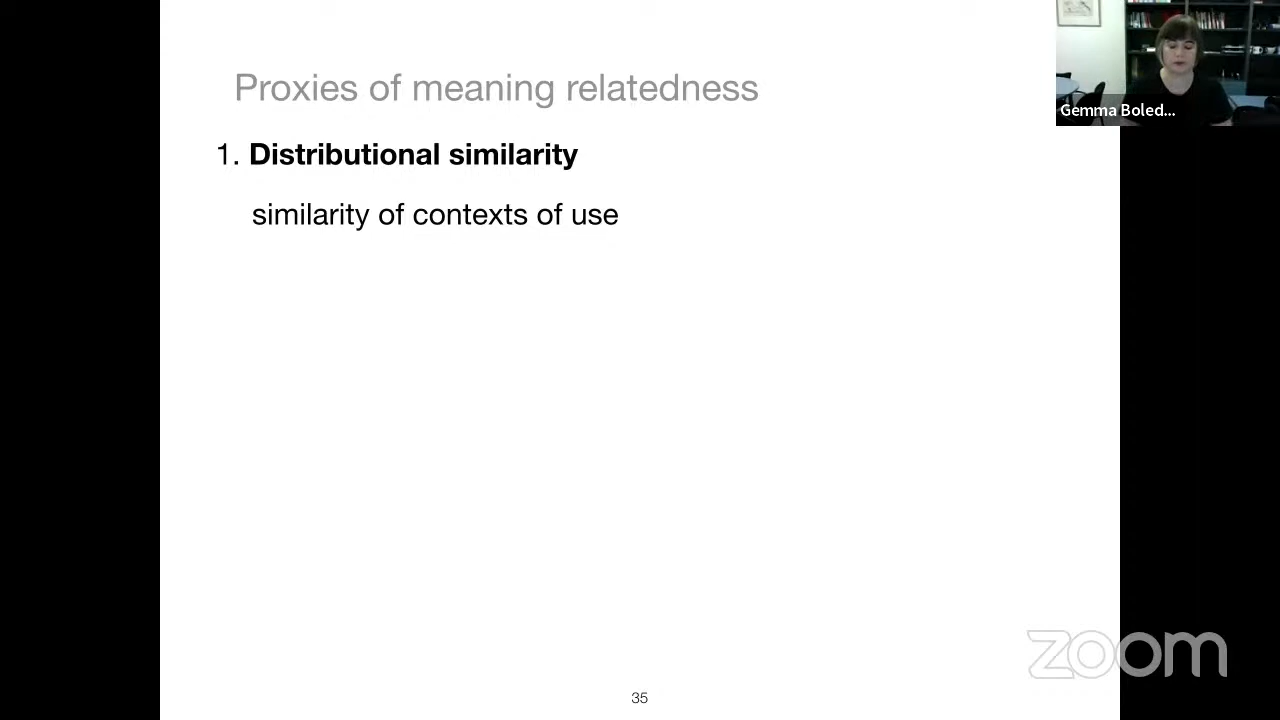 Proxies of meaning relatedness
1. Distributional similarity
similarity of contexts of use
35
Gemma Boled...
zoom